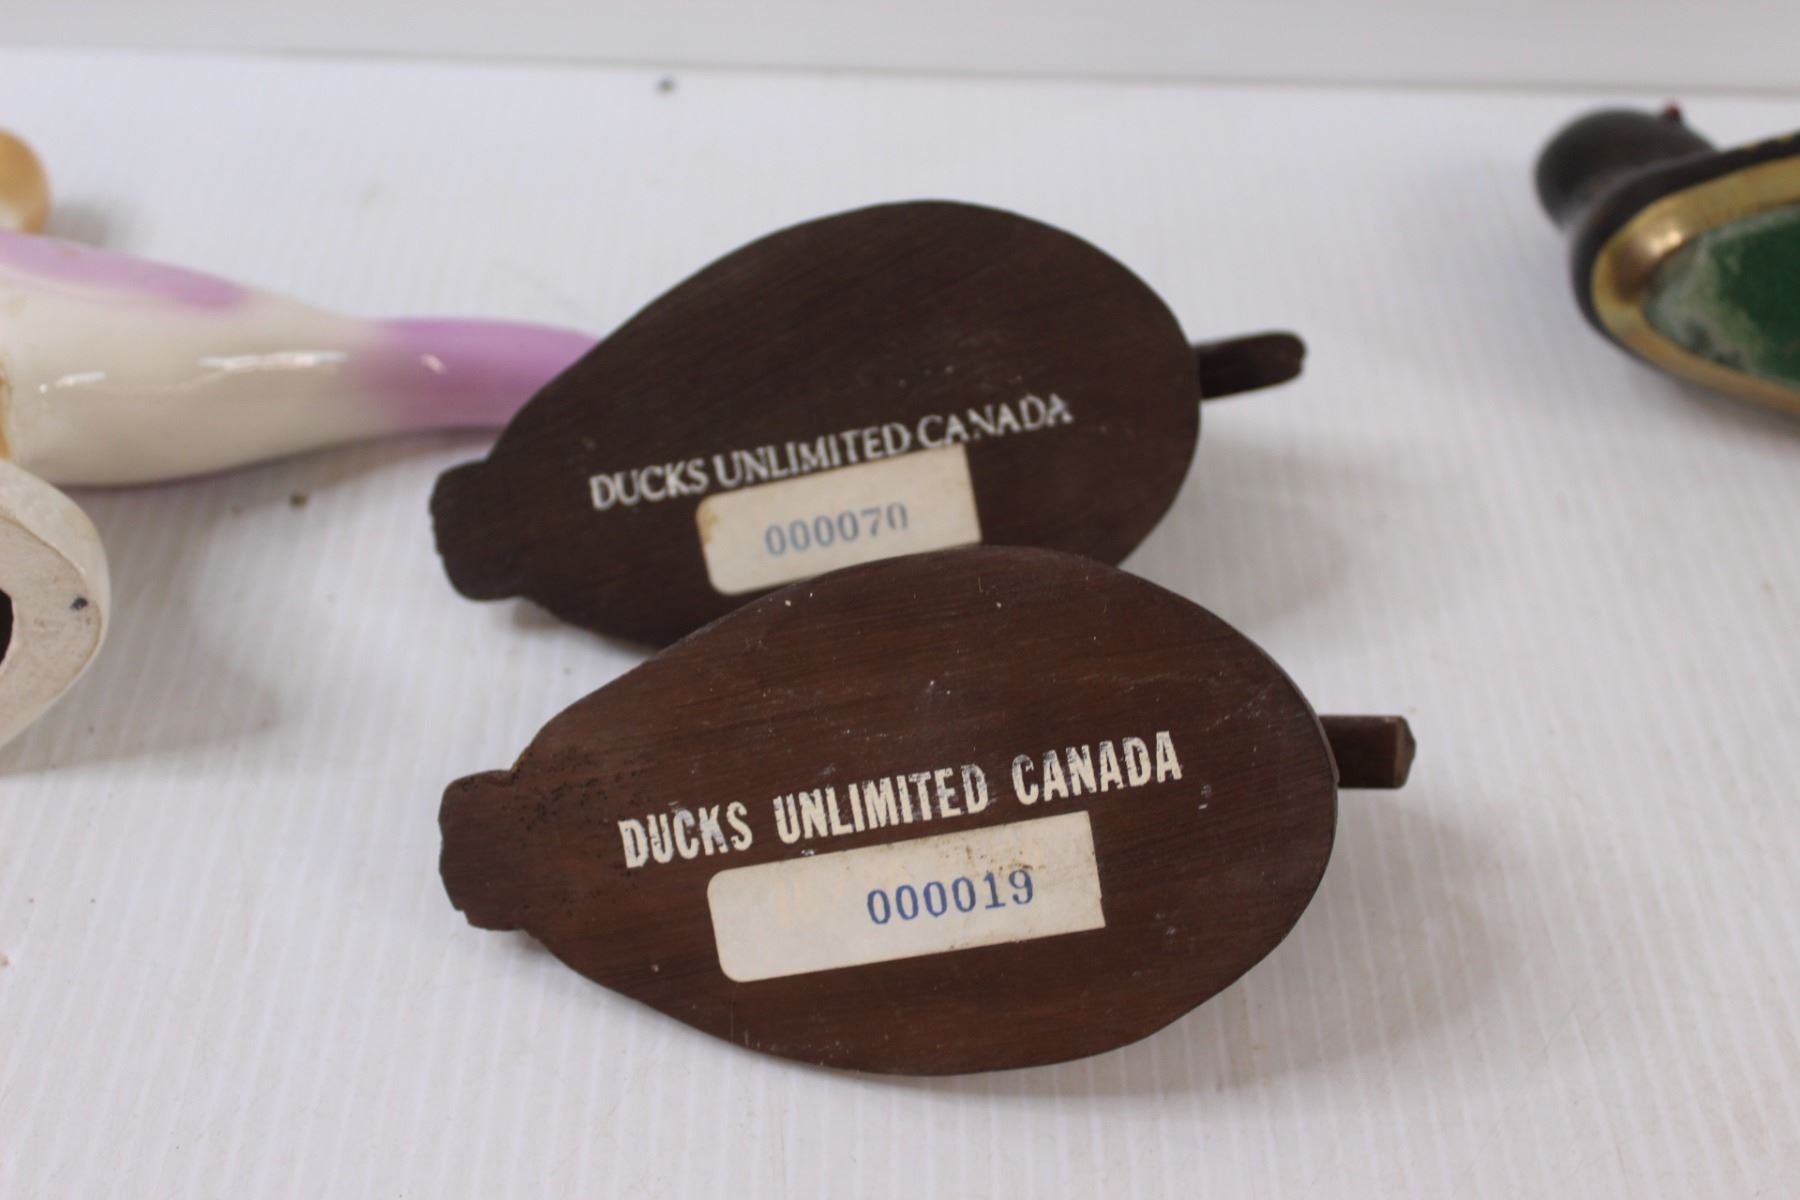 DUCKS UNLIMITED CANADA
000070
DUCKS UNLIMITED CANADA
000019